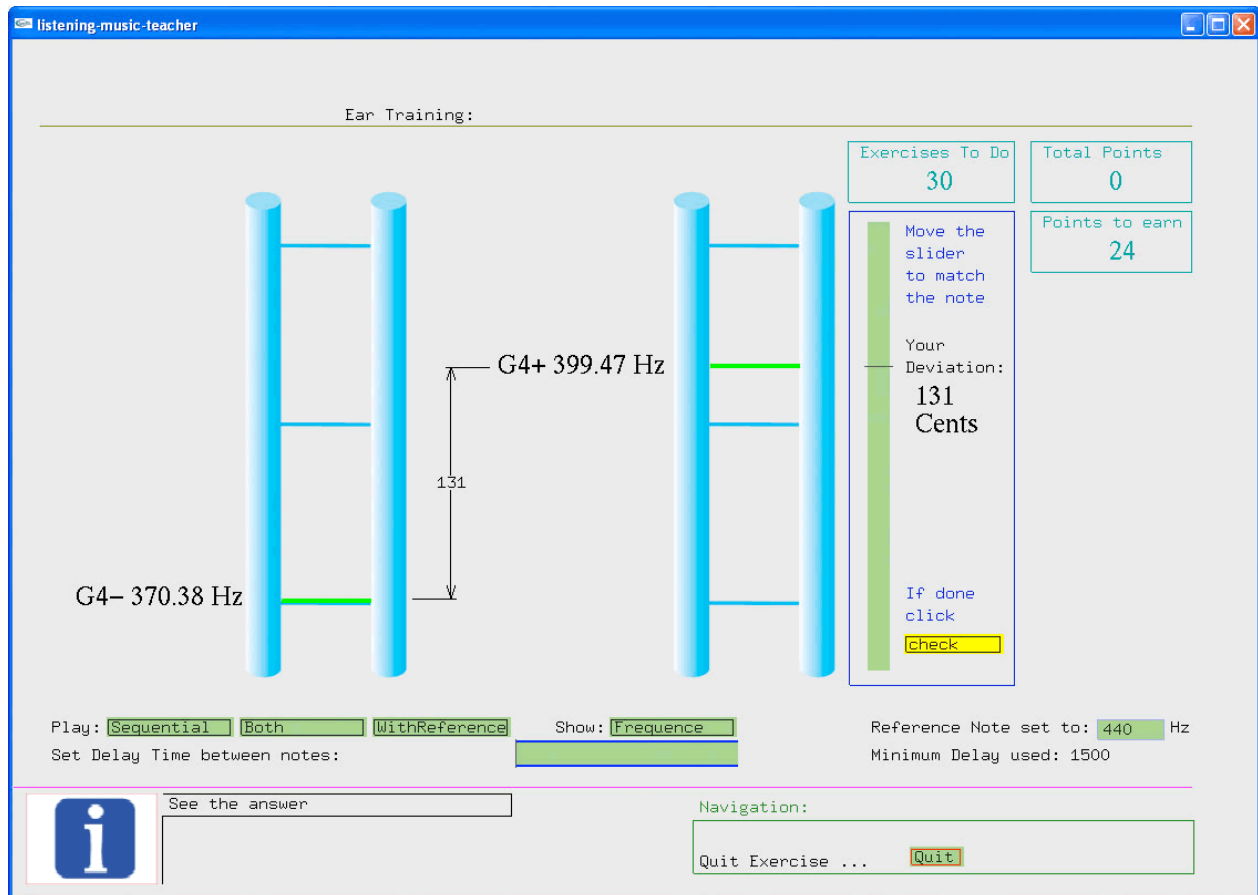 listening-music-teacher
Ear Training:
Exercises To Do
30
Total Points
0
Points to earn
24
Move the
slider
to match
the note
Your
Deviation:
131
Cents
G4+ 399.47 Hz
131
G4− 370.38 Hz
If done
click
check
Play: Sequential Both WithReference Show: Frequence
Reference Note set to: 440 Hz
Set Delay Time between notes:
Minimum Delay used: 1500
i
See the answer
Navigation:
Quit Exercise ... Quit